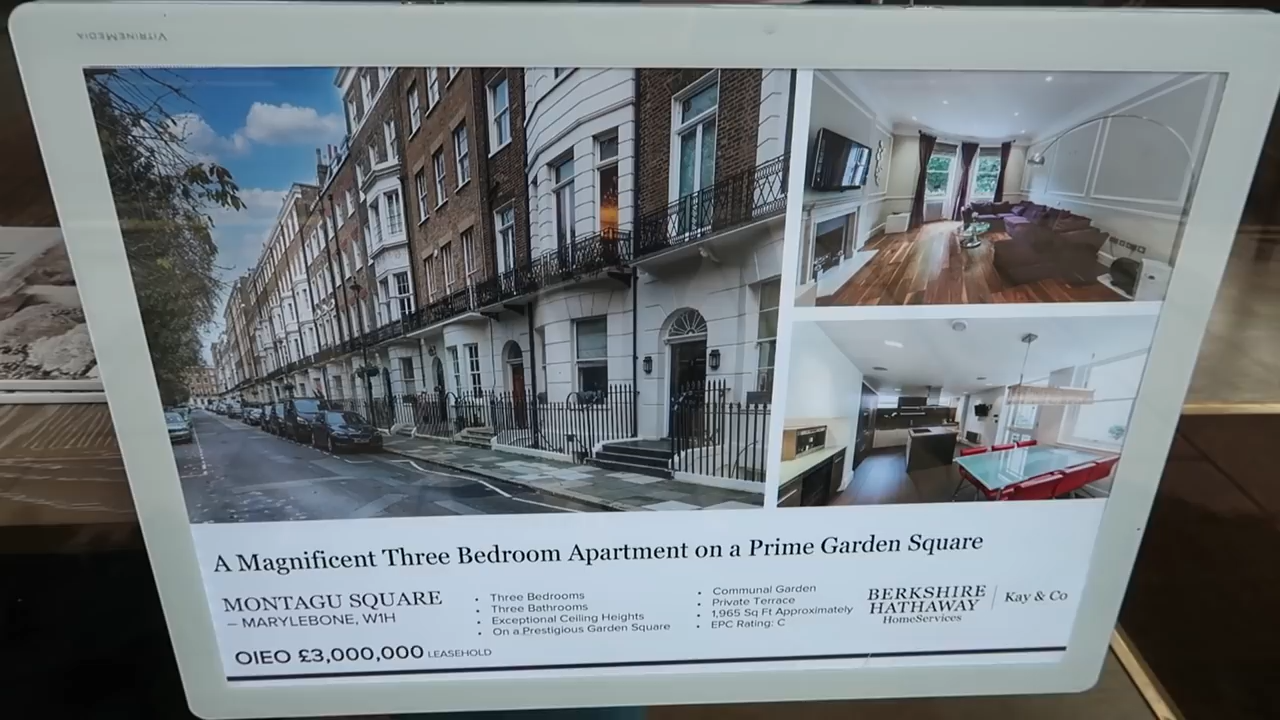 VITRINEMEDIA
A Magnificent Three Bedroom Apartment on a Prime Garden Square
MONTAGU SQUARE
– MARYLEBONE, W1H
OIEO £3,000,000 LEASEHOLD
• Three Bedrooms
• Three Bathrooms
• Exceptional Ceiling Heights
• On a Prestigious Garden Square
• Communal Garden
• Private Terrace
• 1,965 Sq Ft Approximately
• EPC Rating: C
BERKSHIRE
HATHAWAY
HomeServices
Kay & Co